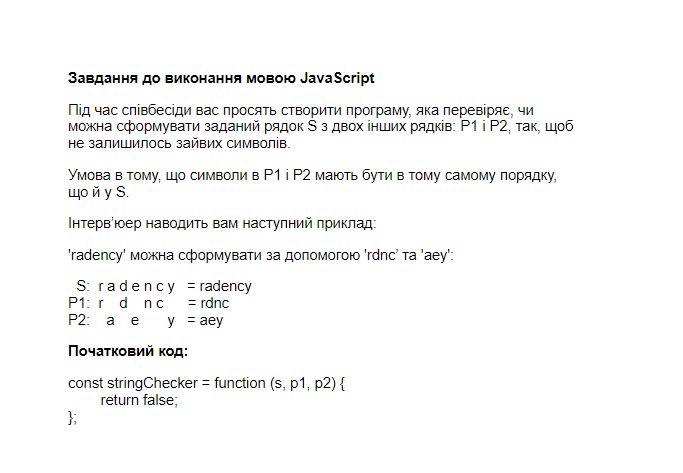 Завдання до виконання мовою JavaScript
Під час співбесіди вас просять створити програму, яка перевіряє, чи
можна сформувати заданий рядок S з двох інших рядків: P1 і P2, так, щоб
не залишилось зайвих символів.
Умова в тому, що символи в P1 і P2 мають бути в тому самому порядку,
що й у S.
Інтерв’юер наводить вам наступний приклад:
'radency' можна сформувати за допомогою 'rdnc’ та 'aey':
S: r a d e n c y = radency
P1: r d n c = rdnc
P2: a e y = aey
Початковий код:
const stringChecker = function (s, p1, p2) {
return false;
};